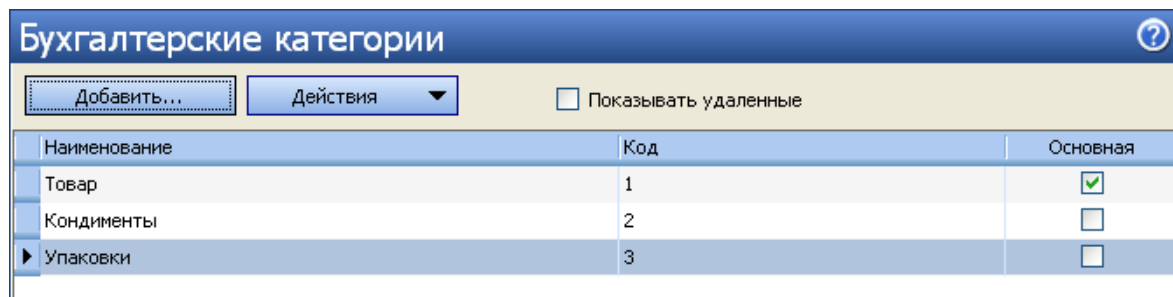 Бухгалтерские категории ?
Добавить... Действия Показывать удаленные
Наименование Код Основная
Товар 1
Кондименты 2
Упаковки 3